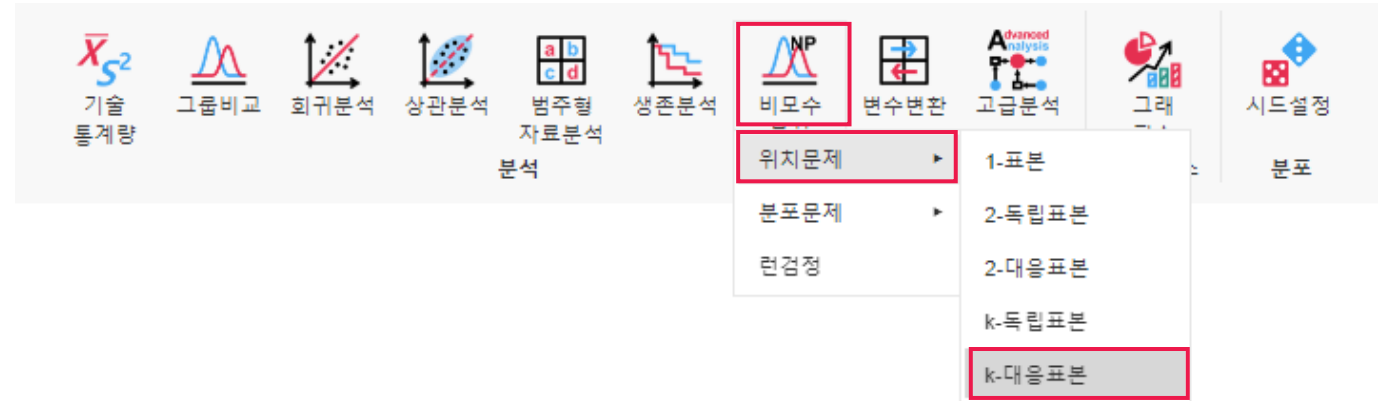 X S²
NP
a b
c d
Advanced
Analysis
기술
통계량
그룹비교
회귀분석
상관분석
범주형
자료분석
생존분석
비모수
변수변환
고급분석
그래
시드설정
분석
분포
위치문제
분포문제
런검정
1-표본
2-독립표본
2-대응표본
k-독립표본
k-대응표본